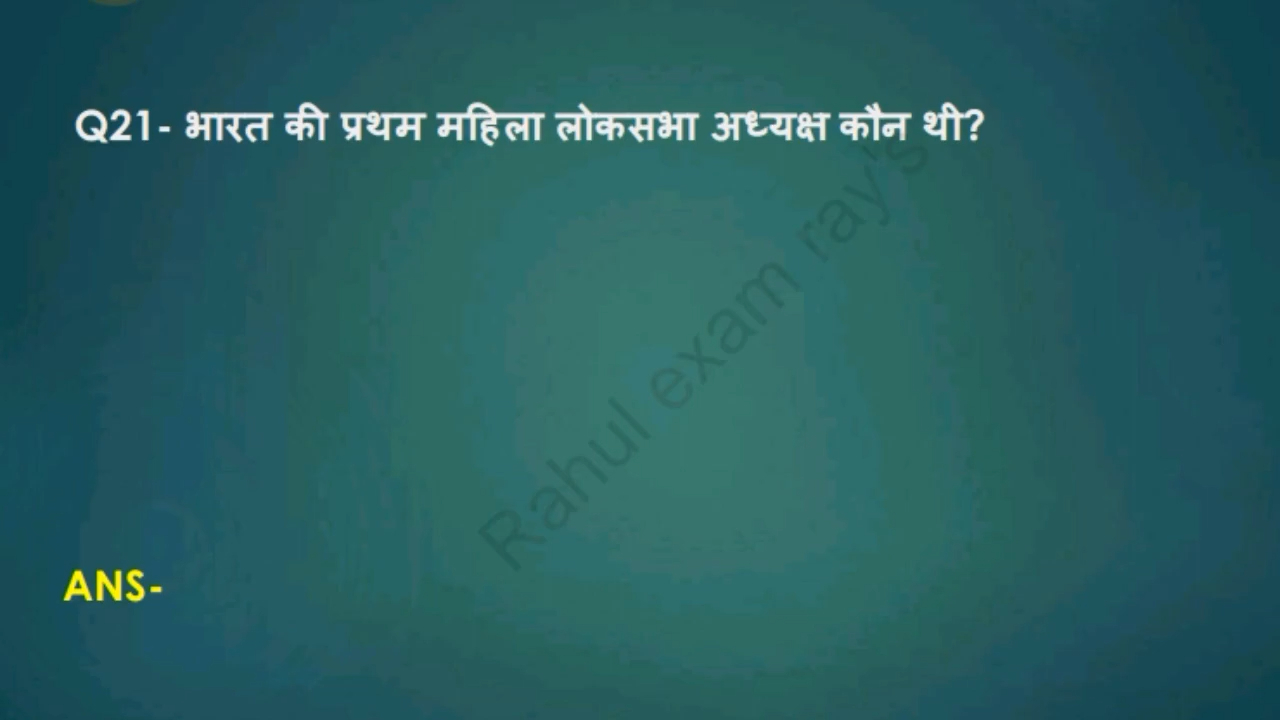 Q21- भारत की प्रथम महिला लोकसभा अध्यक्ष कौन थी?
Rahul exam ray's
ANS-